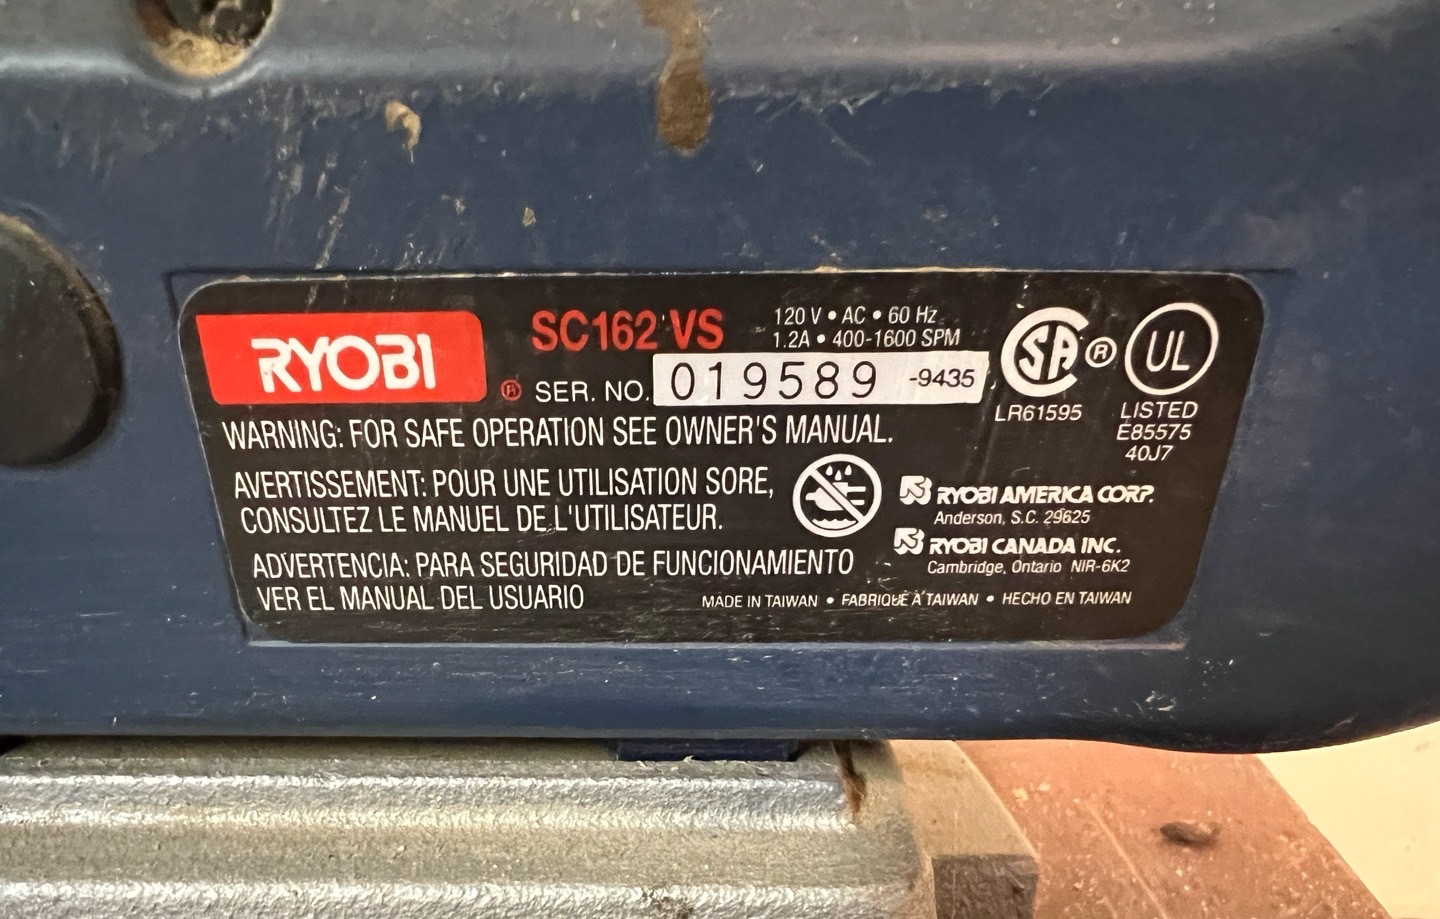 RYOBI ®
SC162 VS
120 V • AC • 60 Hz
1.2A • 400-1600 SPM
SER. NO. 019589 -9435
SA ®
LR61595
UL
LISTED
E85575
40J7
WARNING: FOR SAFE OPERATION SEE OWNER'S MANUAL.
AVERTISSEMENT: POUR UNE UTILISATION SORE,
CONSULTEZ LE MANUEL DE L'UTILISATEUR.
ADVERTENCIA: PARA SEGURIDAD DE FUNCIONAMIENTO
VER EL MANUAL DEL USUARIO
RYOBI AMERICA CORP.
Anderson, S.C. 29625
RYOBI CANADA INC.
Cambridge, Ontario NIR-6K2
MADE IN TAIWAN • FABRIQUÉ À TAIWAN • HECHO EN TAIWAN